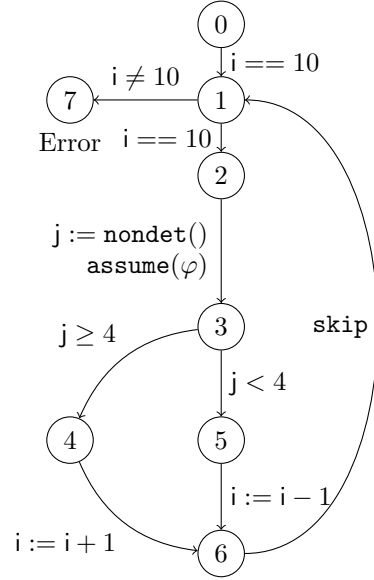 0
i == 10
i ≠ 10
7
1
Error
i == 10
2
j := nondet()
assume(φ)
3
skip
j ≥ 4
j < 4
4
5
i := i − 1
i := i + 1
6